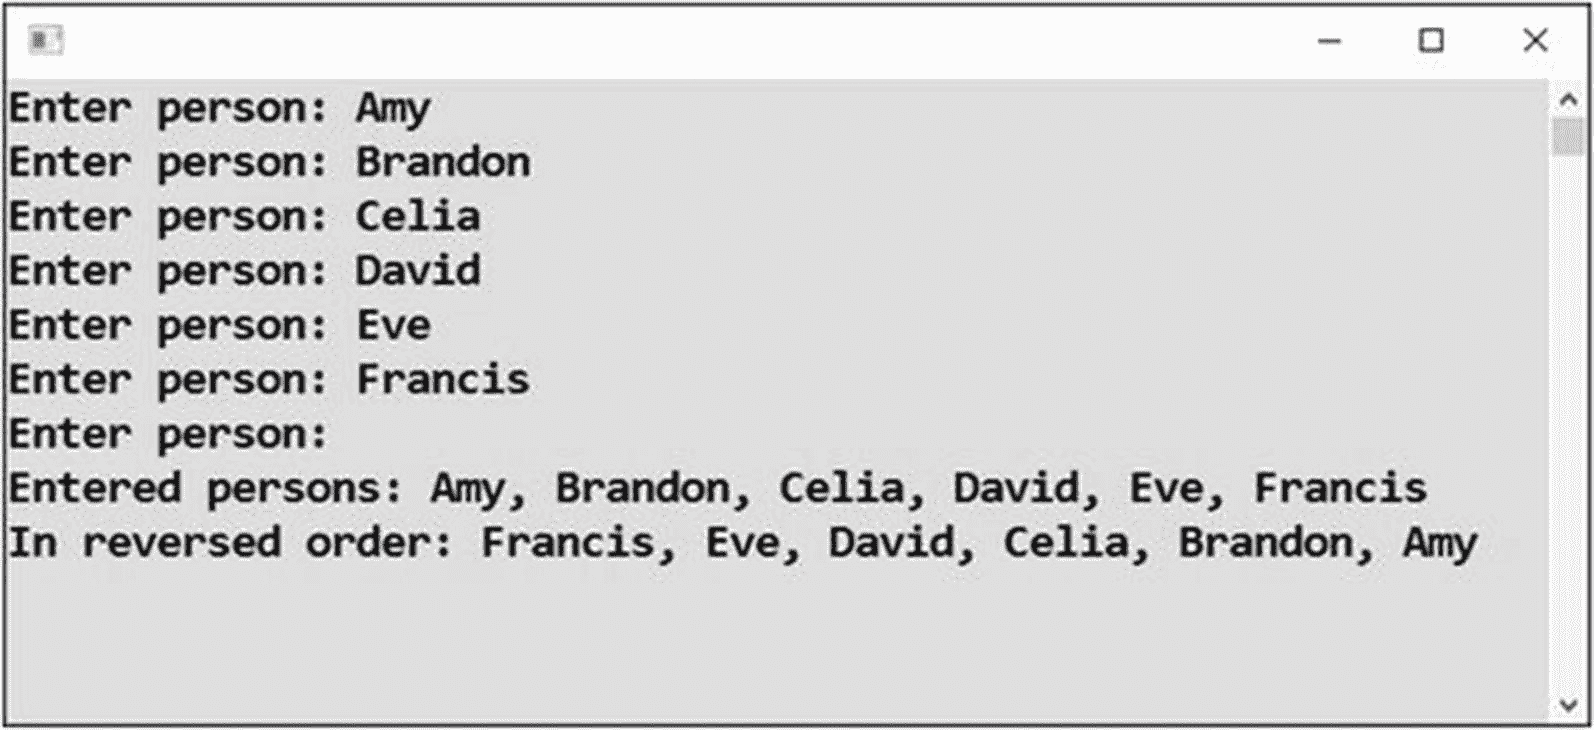 Enter person: Amy
Enter person: Brandon
Enter person: Celia
Enter person: David
Enter person: Eve
Enter person: Francis
Enter person:
Entered persons: Amy, Brandon, Celia, David, Eve, Francis
In reversed order: Francis, Eve, David, Celia, Brandon, Amy